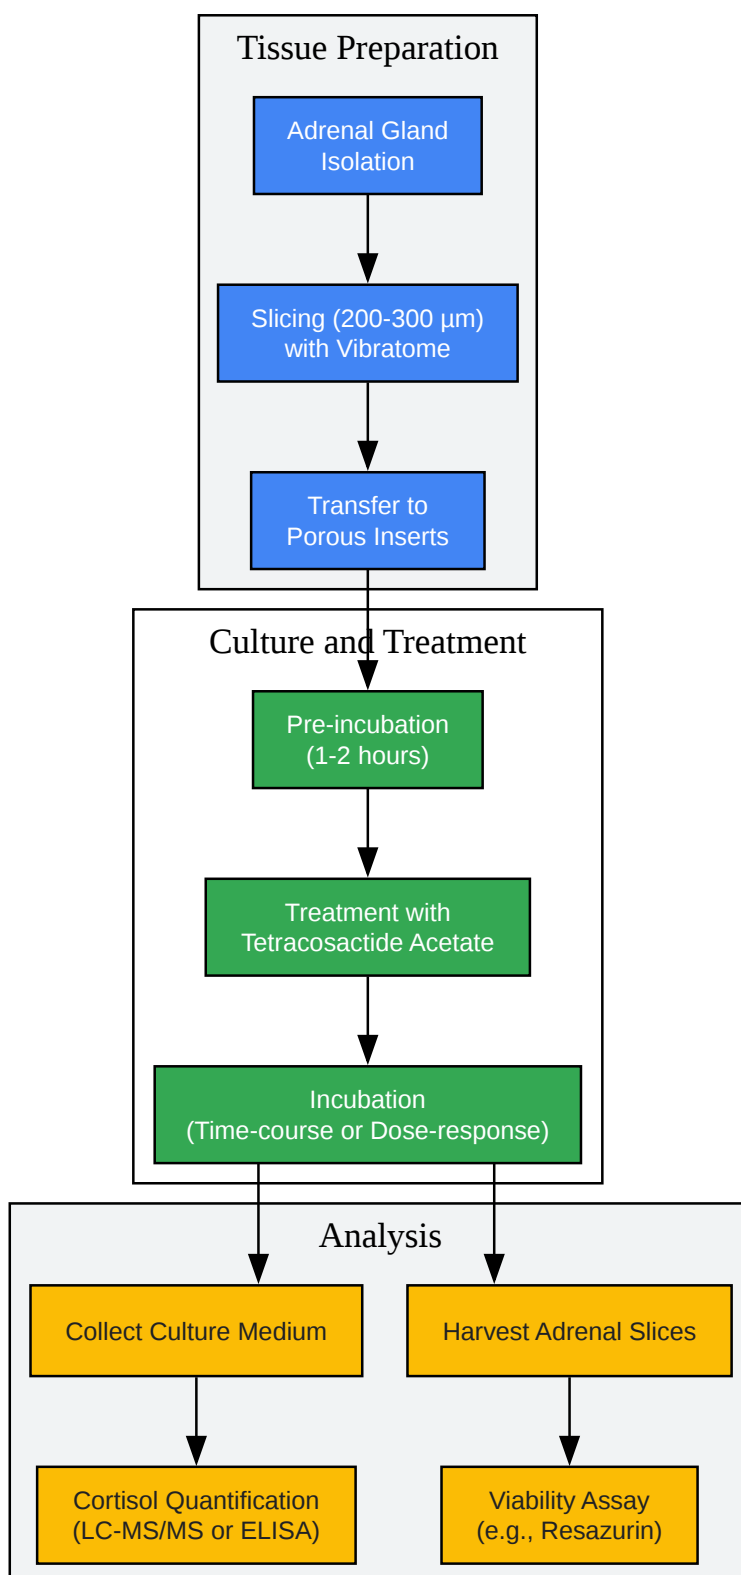 Tissue Preparation
Adrenal Gland
Isolation
Slicing (200-300 µm)
with Vibratome
Transfer to
Porous Inserts
Culture and Treatment
Pre-incubation
(1-2 hours)
Treatment with
Tetracosactide Acetate
Incubation
(Time-course or Dose-response)
Analysis
Collect Culture Medium
Harvest Adrenal Slices
Cortisol Quantification
(LC-MS/MS or ELISA)
Viability Assay
(e.g., Resazurin)